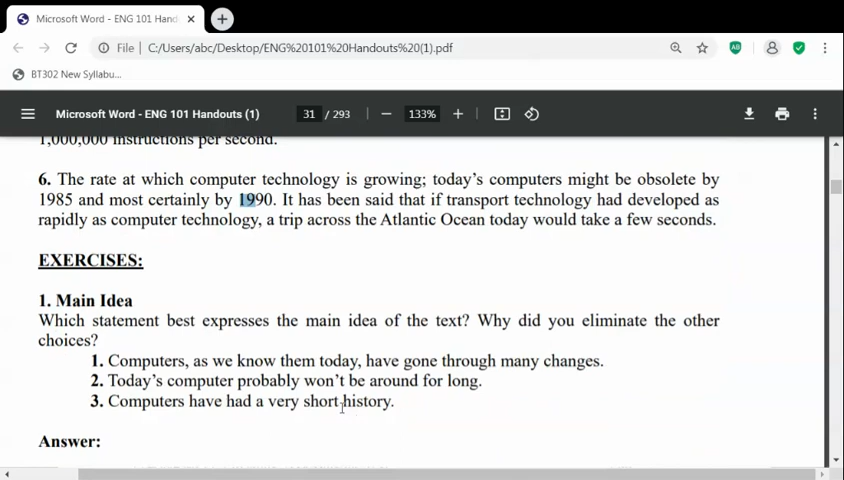 Microsoft Word - ENG 101 Hand
File C:/Users/abc/Desktop/ENG%20101%20Handouts%20(1).pdf
BT302 New Syllabu...
Microsoft Word - ENG 101 Handouts (1) 31 / 293 133%
1,000,000 instructions per second.
6. The rate at which computer technology is growing; today's computers might be obsolete by
1985 and most certainly by 1990. It has been said that if transport technology had developed as
rapidly as computer technology, a trip across the Atlantic Ocean today would take a few seconds.
EXERCISES:
1. Main Idea
Which statement best expresses the main idea of the text? Why did you eliminate the other
choices?
1. Computers, as we know them today, have gone through many changes.
2. Today's computer probably won't be around for long.
3. Computers have had a very short history.
Answer: